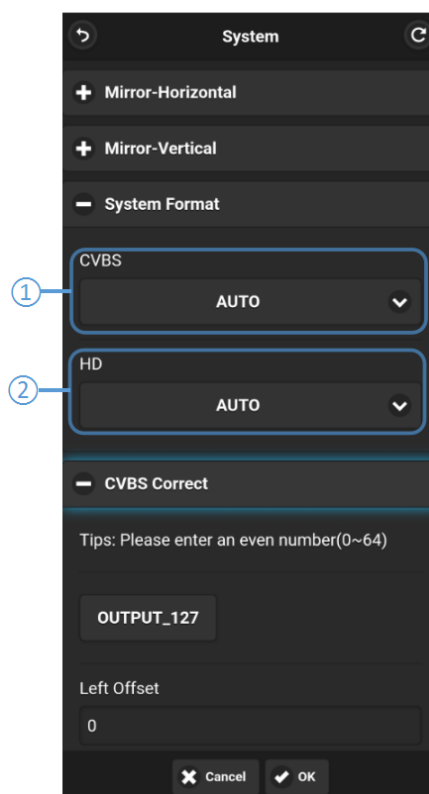 System
Mirror-Horizontal
Mirror-Vertical
System Format
CVBS
① AUTO
HD
② AUTO
CVBS Correct
Tips: Please enter an even number(0~64)
OUTPUT_127
Left Offset
0
Cancel OK